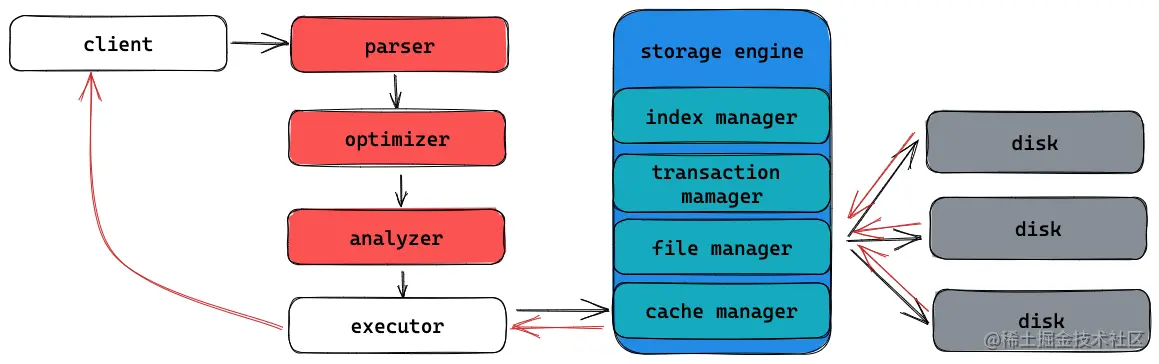 client
parser
optimizer
analyzer
executor
storage engine
index manager
transaction
mamager
file manager
cache manager
disk
disk
disk
@稀土掘金技术社区